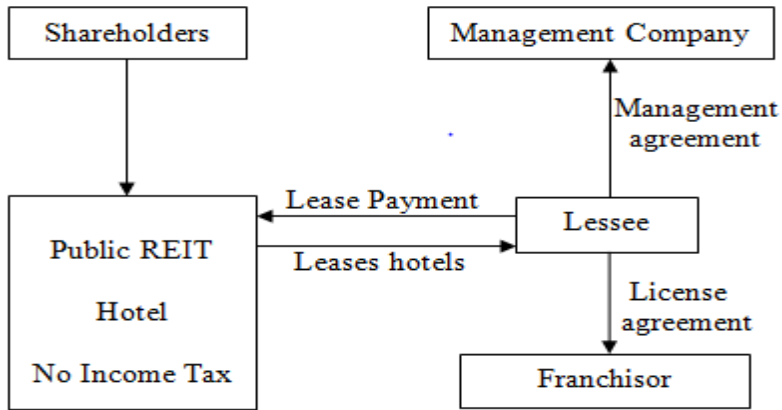 Shareholders
Management Company
Management
agreement
Lease Payment
Lessee
Public REIT
Leases hotels
Hotel
License
agreement
No Income Tax
Franchisor